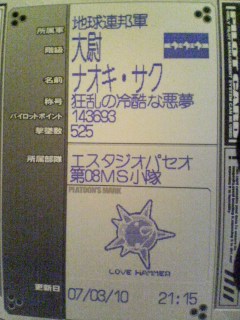 所属軍 地球連邦軍
階級 大尉
名前 ナオキ・サク
称号 狂乱の冷酷な悪夢
パイロットポイント 143693
撃墜数 525
所属部隊 エスタジオパセオ
第08MS小隊
PLATOON'S MARK
LOVE HAMMER
更新日 07/03/10 21:15
PILOT CARD